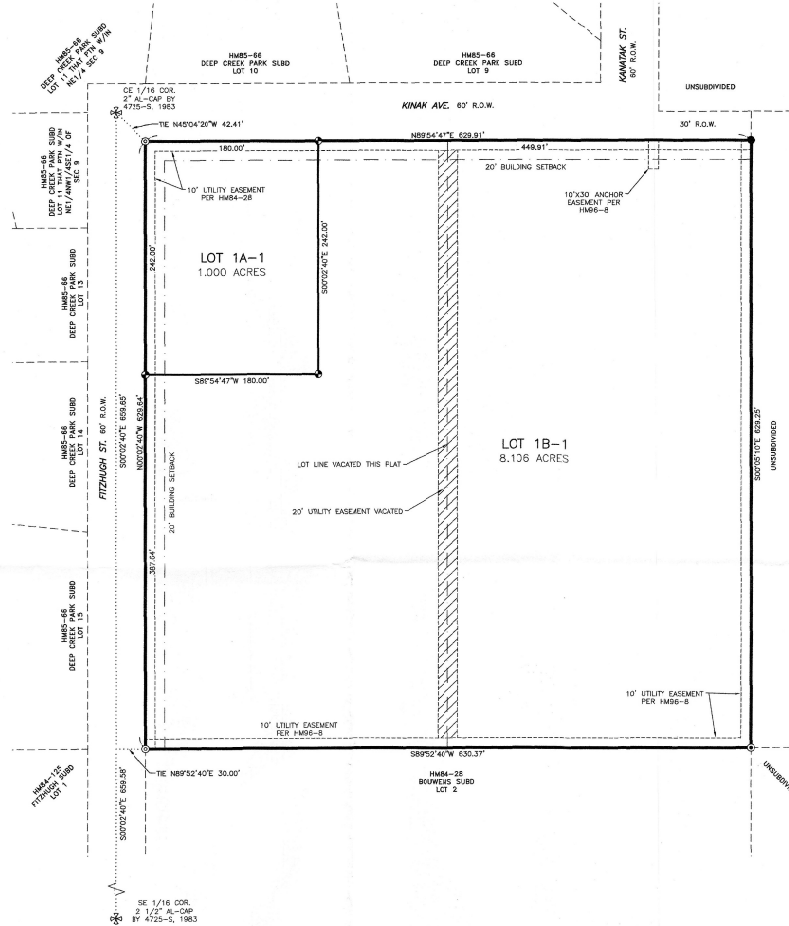 HM85-66
DEEP CREEK PARK SUBD
LOT 11 THAT PTN W/IN
NE1/4 SEC 9
HM85-66
DCEP CREEK PARK SUBD
LOT 10
HM85-66
DEEP CREEK PARK SUED
LOT 9
KANATAK ST.
60' R.O.W.
UNSUBDIVIDED
CE 1/16 COR.
2" AL-CAP BY
4725-S. 1983
KINAK AVE. 60' R.O.W.
30' R.O.W.
TIE N45°04'20"W 42.41'
N89°54'47"E 629.91'
180.00'
449.91'
20' BUILDING SETBACK
10' UTILITY EASEMENT
PER HM84-28
10'X30 ANCHOR
EASEMENT PER
HM96-8
HM85-66
DEEP CREEK PARK SUBD
LOT 11 THAT PTN W/IN
NE1/4NW1/4SE1/4 OF
SEC 9
242.00'
LOT 1A-1
1.000 ACRES
S00°02'40"E 242.00'
HM85-66
DEEP CREEK PARK SUBD
LOT 13
S89°54'47"W 180.00'
HM85-66
DEEP CREEK PARK SUBD
LOT 14
FITZHUGH ST. 60' R.O.W.
S00°02'40"E 659.65'
N00°02'40"W 629.64'
20' BUILDING SETBACK
LOT LINE VACATED THIS FLAT
20' UTILITY EASEMENT VACATED
LOT 1B-1
8.106 ACRES
S00°05'10"E 629.25'
UNSUBDIVIDED
387.64'
HM85-66
DEEP CREEK PARK SUBD
LOT 15
10' UTILITY EASEMENT
PER HM96-8
10' UTILITY EASEMENT
PER HM96-8
S89°52'40"W 630.37'
TIE N89°52'40"E 30.00'
HM84-28
BOUWENS SUBD
LCT 2
HM84-125
FITZHUGH SUBD
LOT 1
S00°02'40"E 659.58'
UNSUBDIV
SE 1/16 COR.
2 1/2" AL-CAP
BY 4725-S, 1983